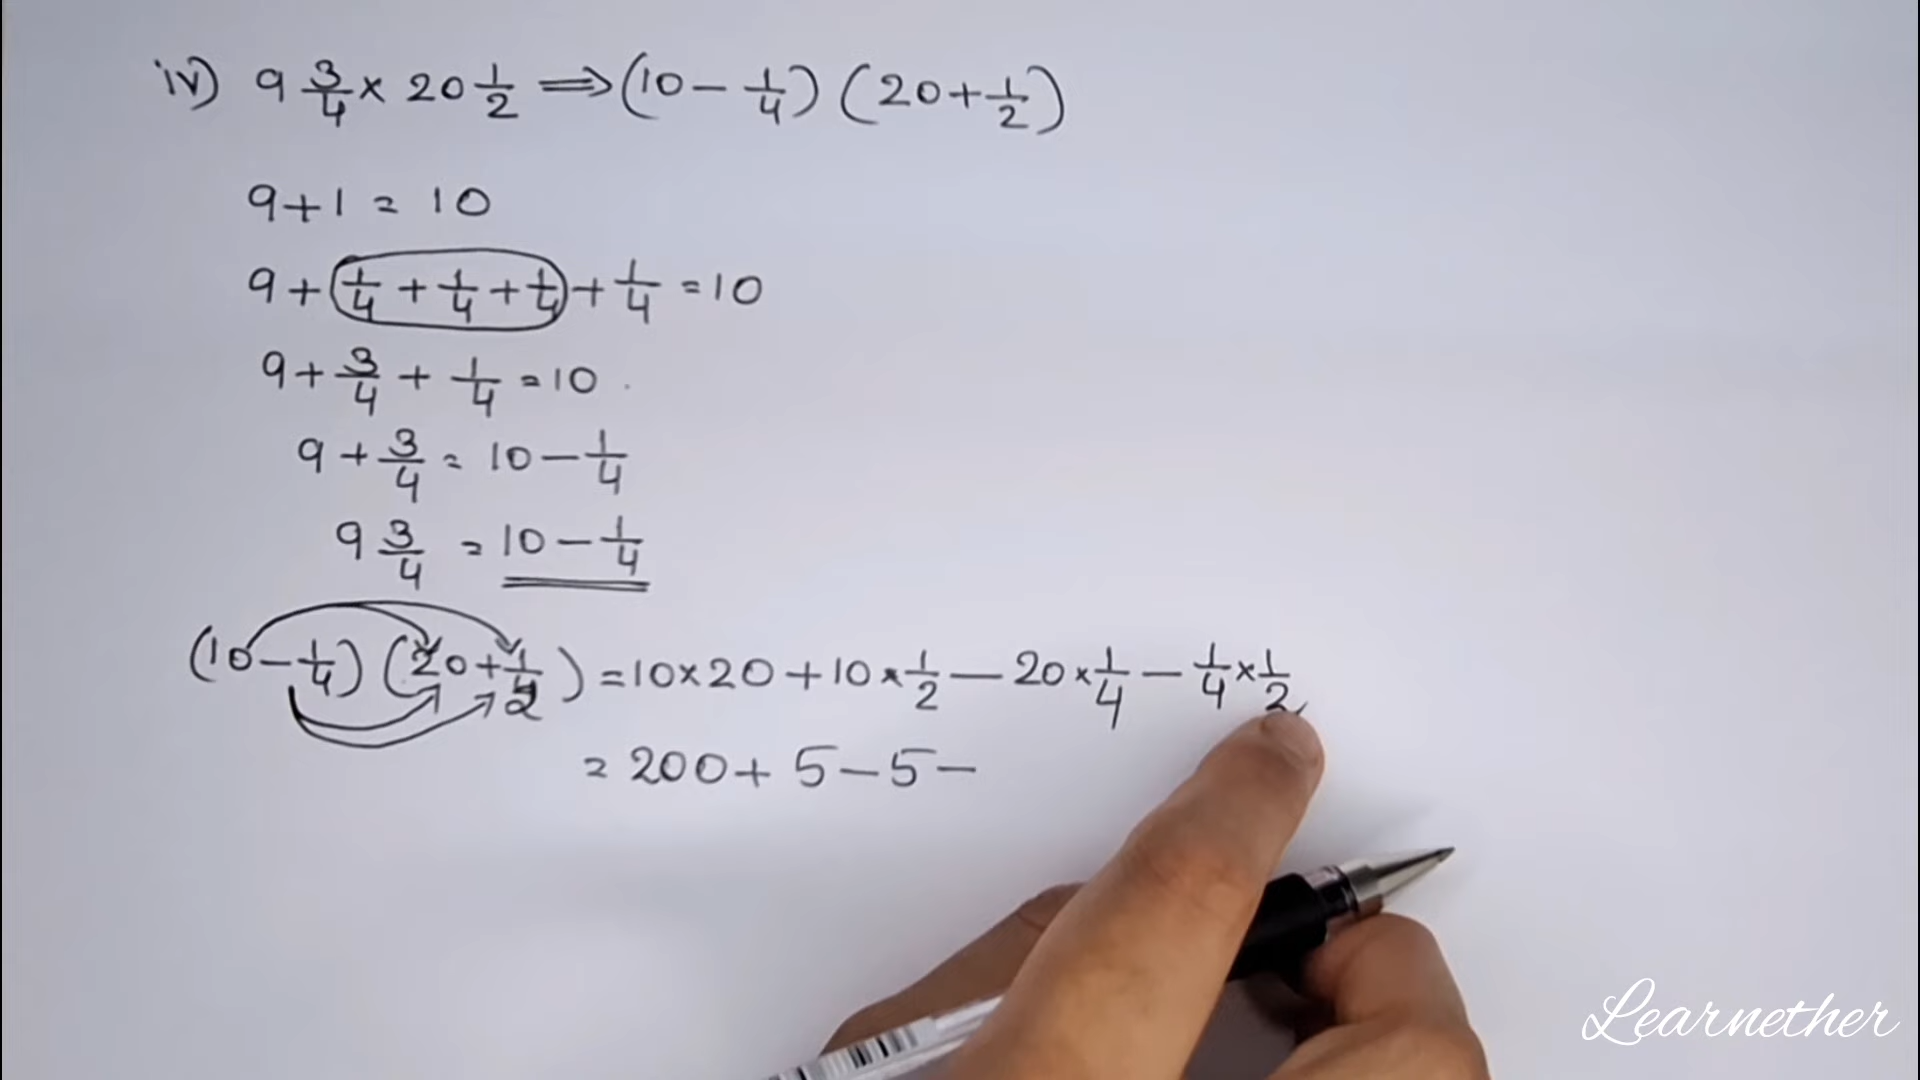 iv) 9 3/4 × 20 1/2 ⟹ (10 − 1/4) (20 + 1/2)
9 + 1 = 10
9 + 1/4 + 1/4 + 1/4 + 1/4 = 10
9 + 3/4 + 1/4 = 10
9 + 3/4 = 10 − 1/4
9 3/4 = 10 − 1/4
(10 − 1/4) (20 + 1/2) = 10 × 20 + 10 × 1/2 − 20 × 1/4 − 1/4 × 1/2
= 200 + 5 − 5 −
Learnether